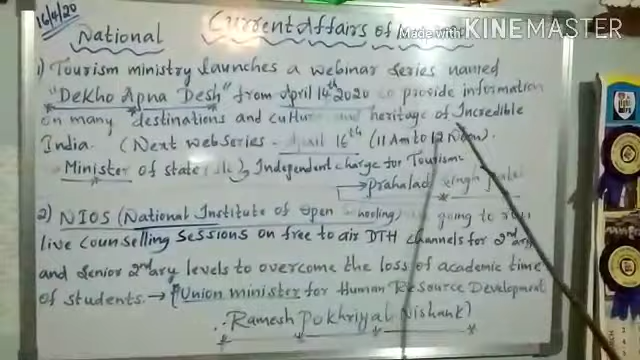 16/4/20
National Current Affairs of
Made with KINEMASTER
1) Tourism ministry launches a webinar series named
"Dekho Apna Desh" from April 14th 2020 to provide information
on many destinations and culture and heritage of Incredible
India. (Next webseries - April 16th (11 Am to 12 Noon).
Minister of state Independent charge for Tourism
→ prahalad singh patel
2) NIOS (National Institute of open schooling) is going to run
live counselling sessions on free to air DTH channels for 2ndary
and senior 2ndary levels to overcome the loss of academic time
of students → [Union minister for Human Resource Development
∴ Ramesh Pokhriyal Nishank]